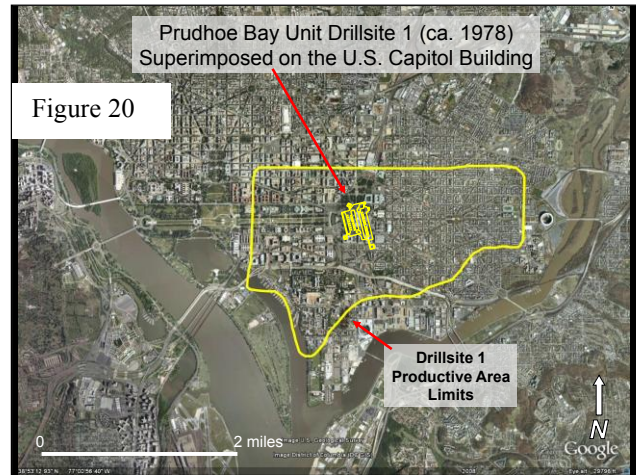 Prudhoe Bay Unit Drillsite 1 (ca. 1978)
Superimposed on the U.S. Capitol Building
Figure 20
Drillsite 1
Productive Area
Limits
0 2 miles
N
Google